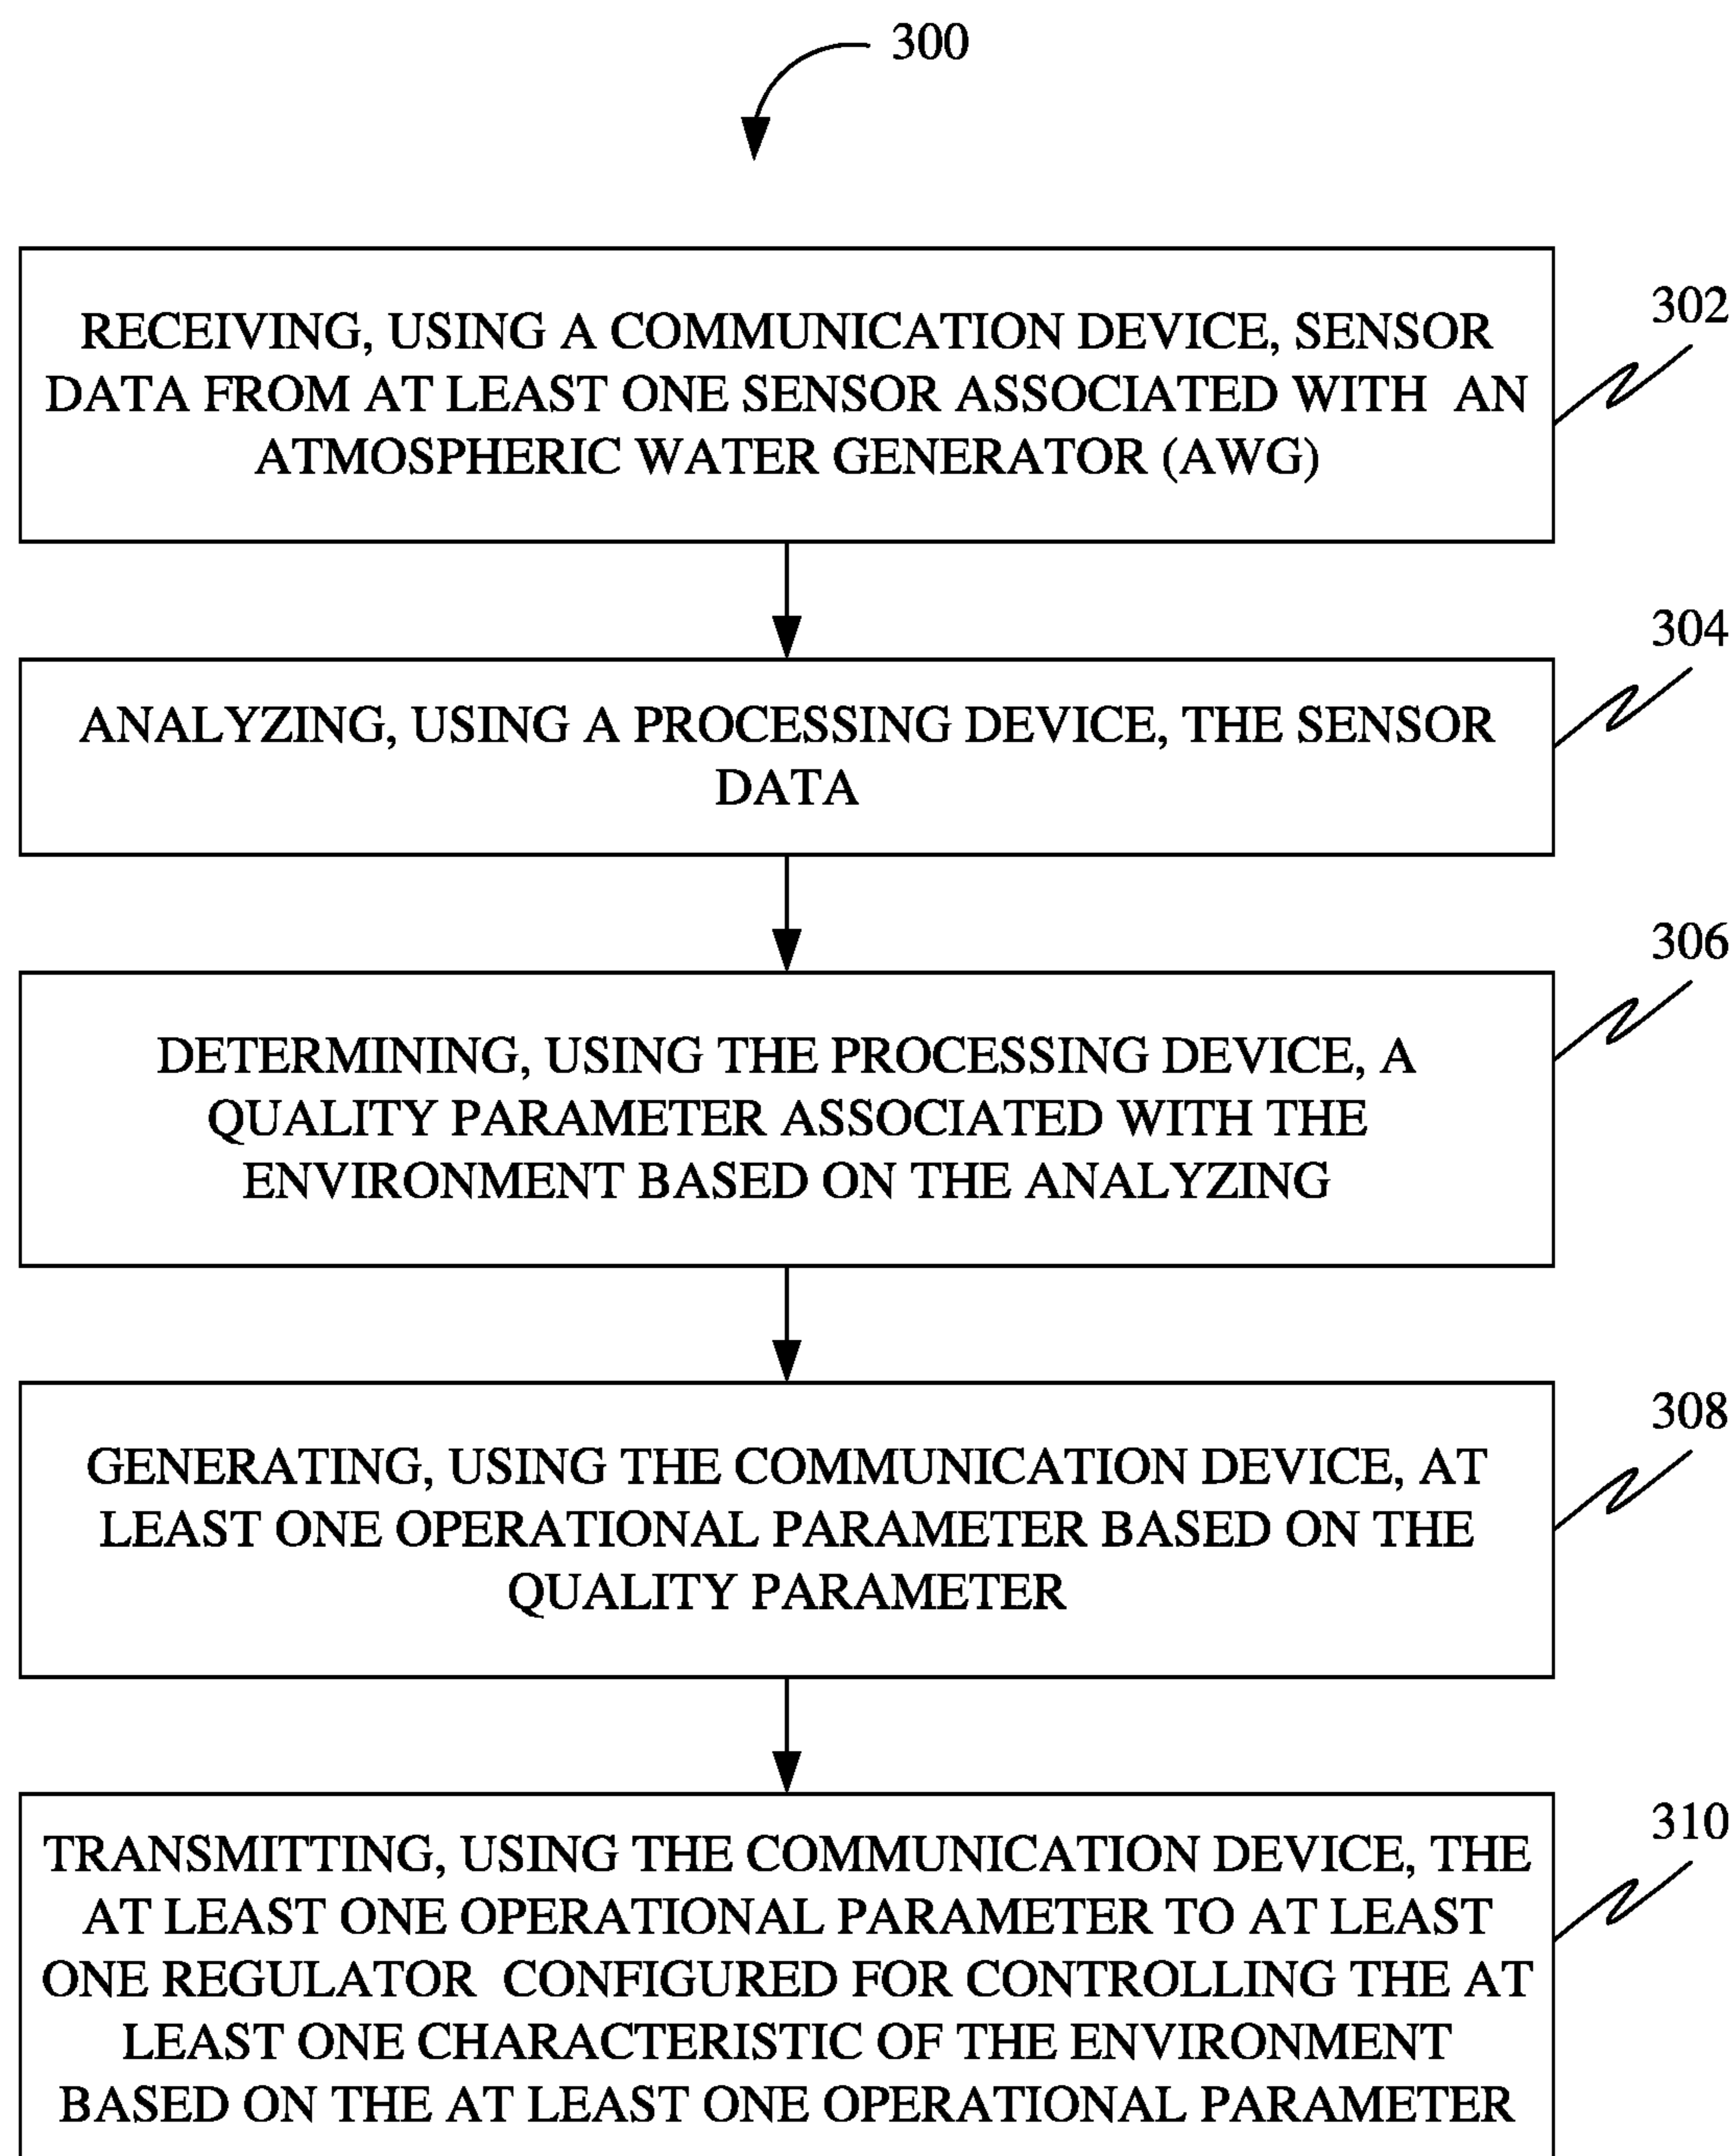 300
RECEIVING, USING A COMMUNICATION DEVICE, SENSOR
DATA FROM AT LEAST ONE SENSOR ASSOCIATED WITH AN
ATMOSPHERIC WATER GENERATOR (AWG)
302
ANALYZING, USING A PROCESSING DEVICE, THE SENSOR
DATA
304
DETERMINING, USING THE PROCESSING DEVICE, A
QUALITY PARAMETER ASSOCIATED WITH THE
ENVIRONMENT BASED ON THE ANALYZING
306
GENERATING, USING THE COMMUNICATION DEVICE, AT
LEAST ONE OPERATIONAL PARAMETER BASED ON THE
QUALITY PARAMETER
308
TRANSMITTING, USING THE COMMUNICATION DEVICE, THE
AT LEAST ONE OPERATIONAL PARAMETER TO AT LEAST
ONE REGULATOR CONFIGURED FOR CONTROLLING THE AT
LEAST ONE CHARACTERISTIC OF THE ENVIRONMENT
BASED ON THE AT LEAST ONE OPERATIONAL PARAMETER
310